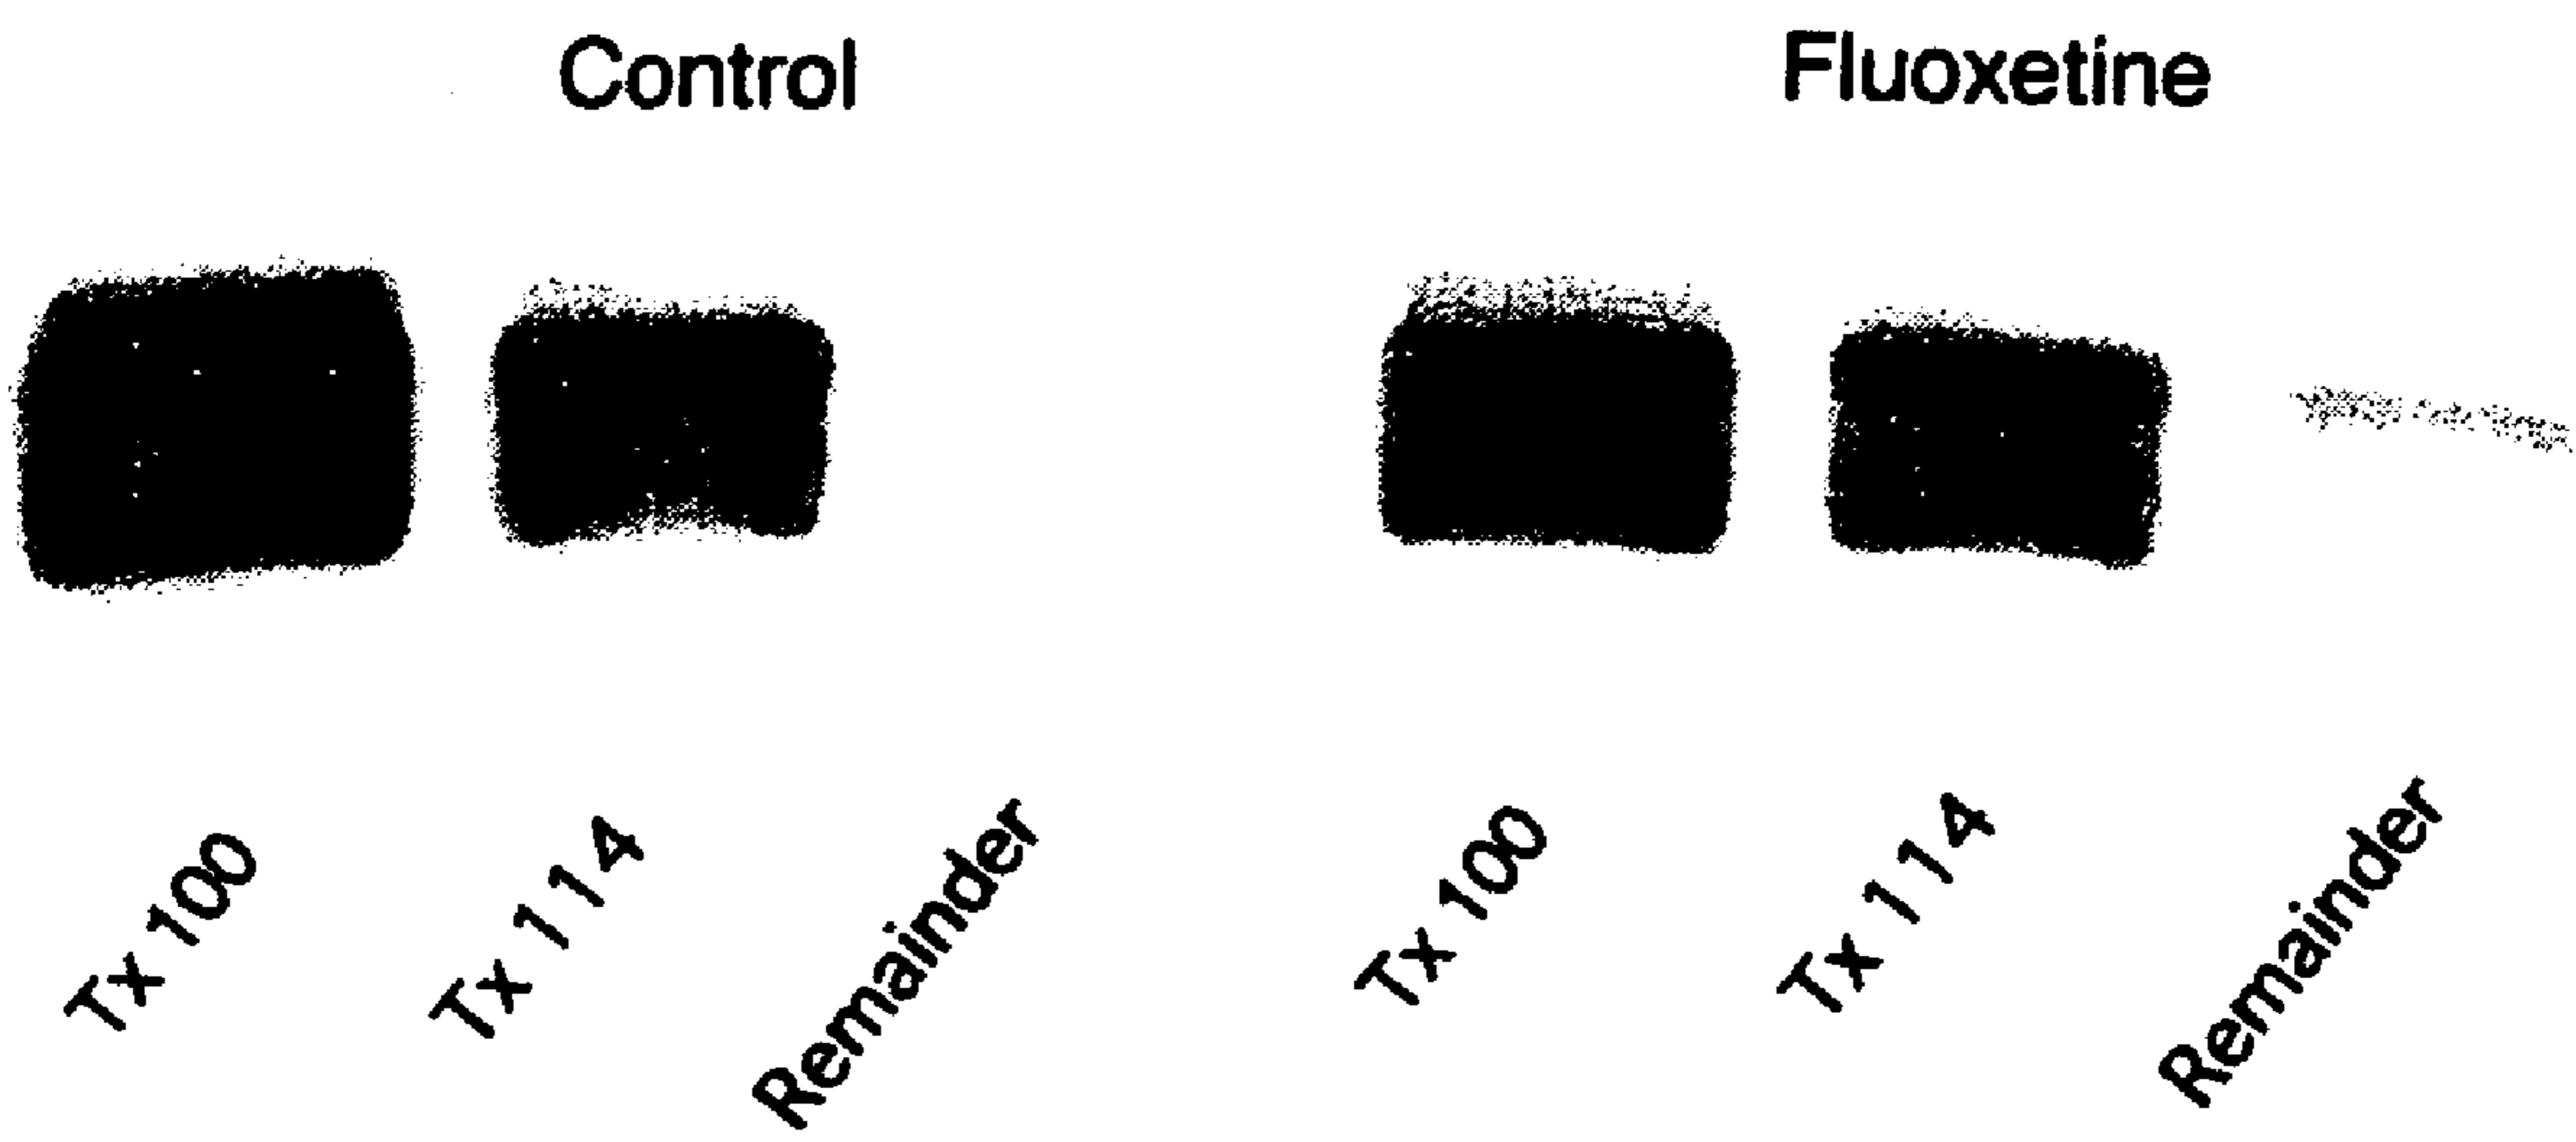 Control
Fluoxetine
Tx 100
Tx 114
Remainder
Tx 100
Tx 114
Remainder